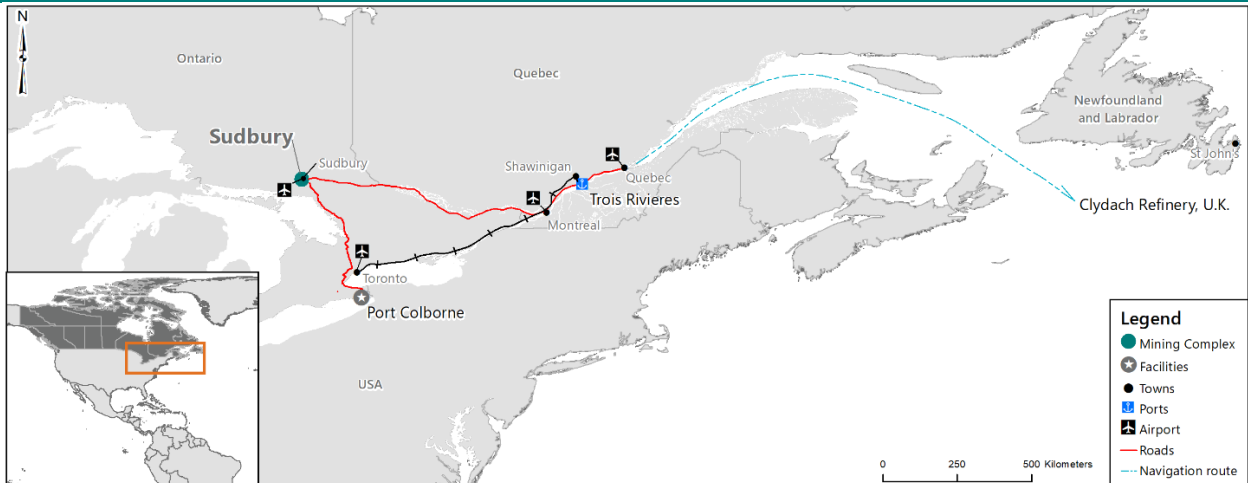 N
Ontario
Quebec
Sudbury
Sudbury
Newfoundland
and Labrador
St John's
Shawinigan
Quebec
Trois Rivieres
Montreal
Clydach Refinery, U.K.
Toronto
Port Colborne
USA
Legend
Mining Complex
Facilities
Towns
Ports
Airport
Roads
Navigation route
0 250 500 Kilometers